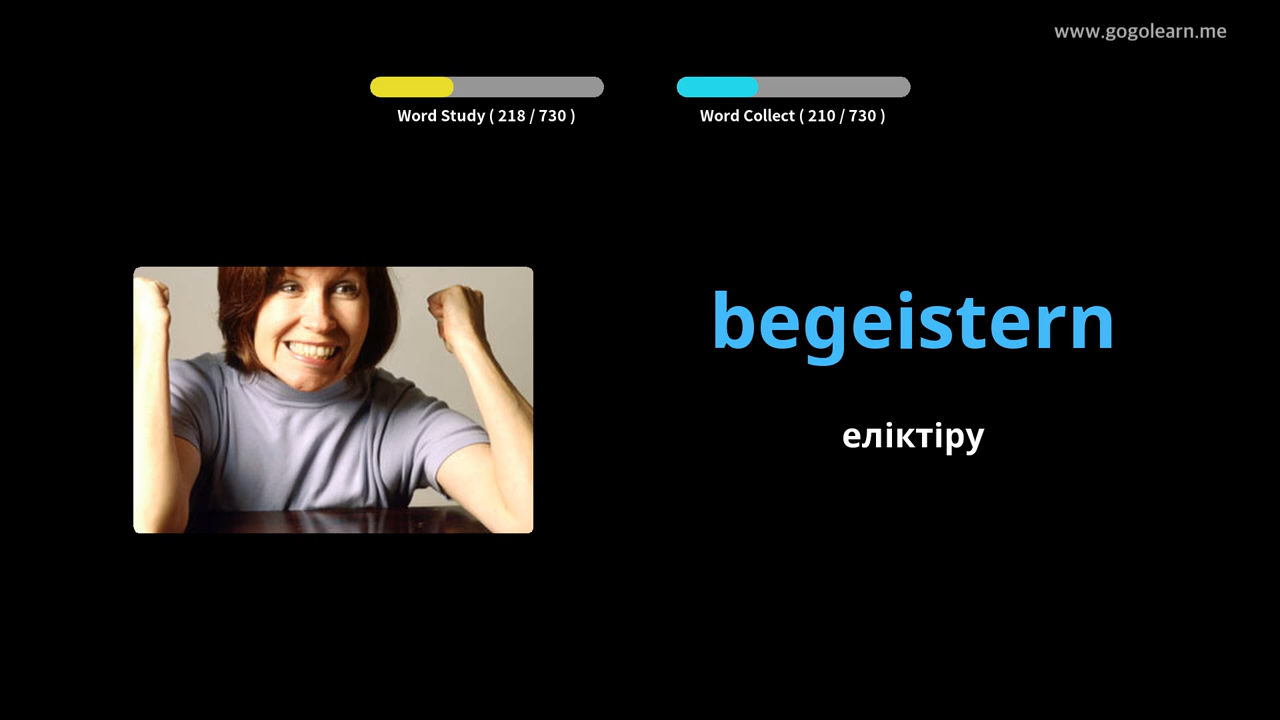 www.gogolearn.me
Word Study ( 218 / 730 )
Word Collect ( 210 / 730 )
begeistern
еліктіру